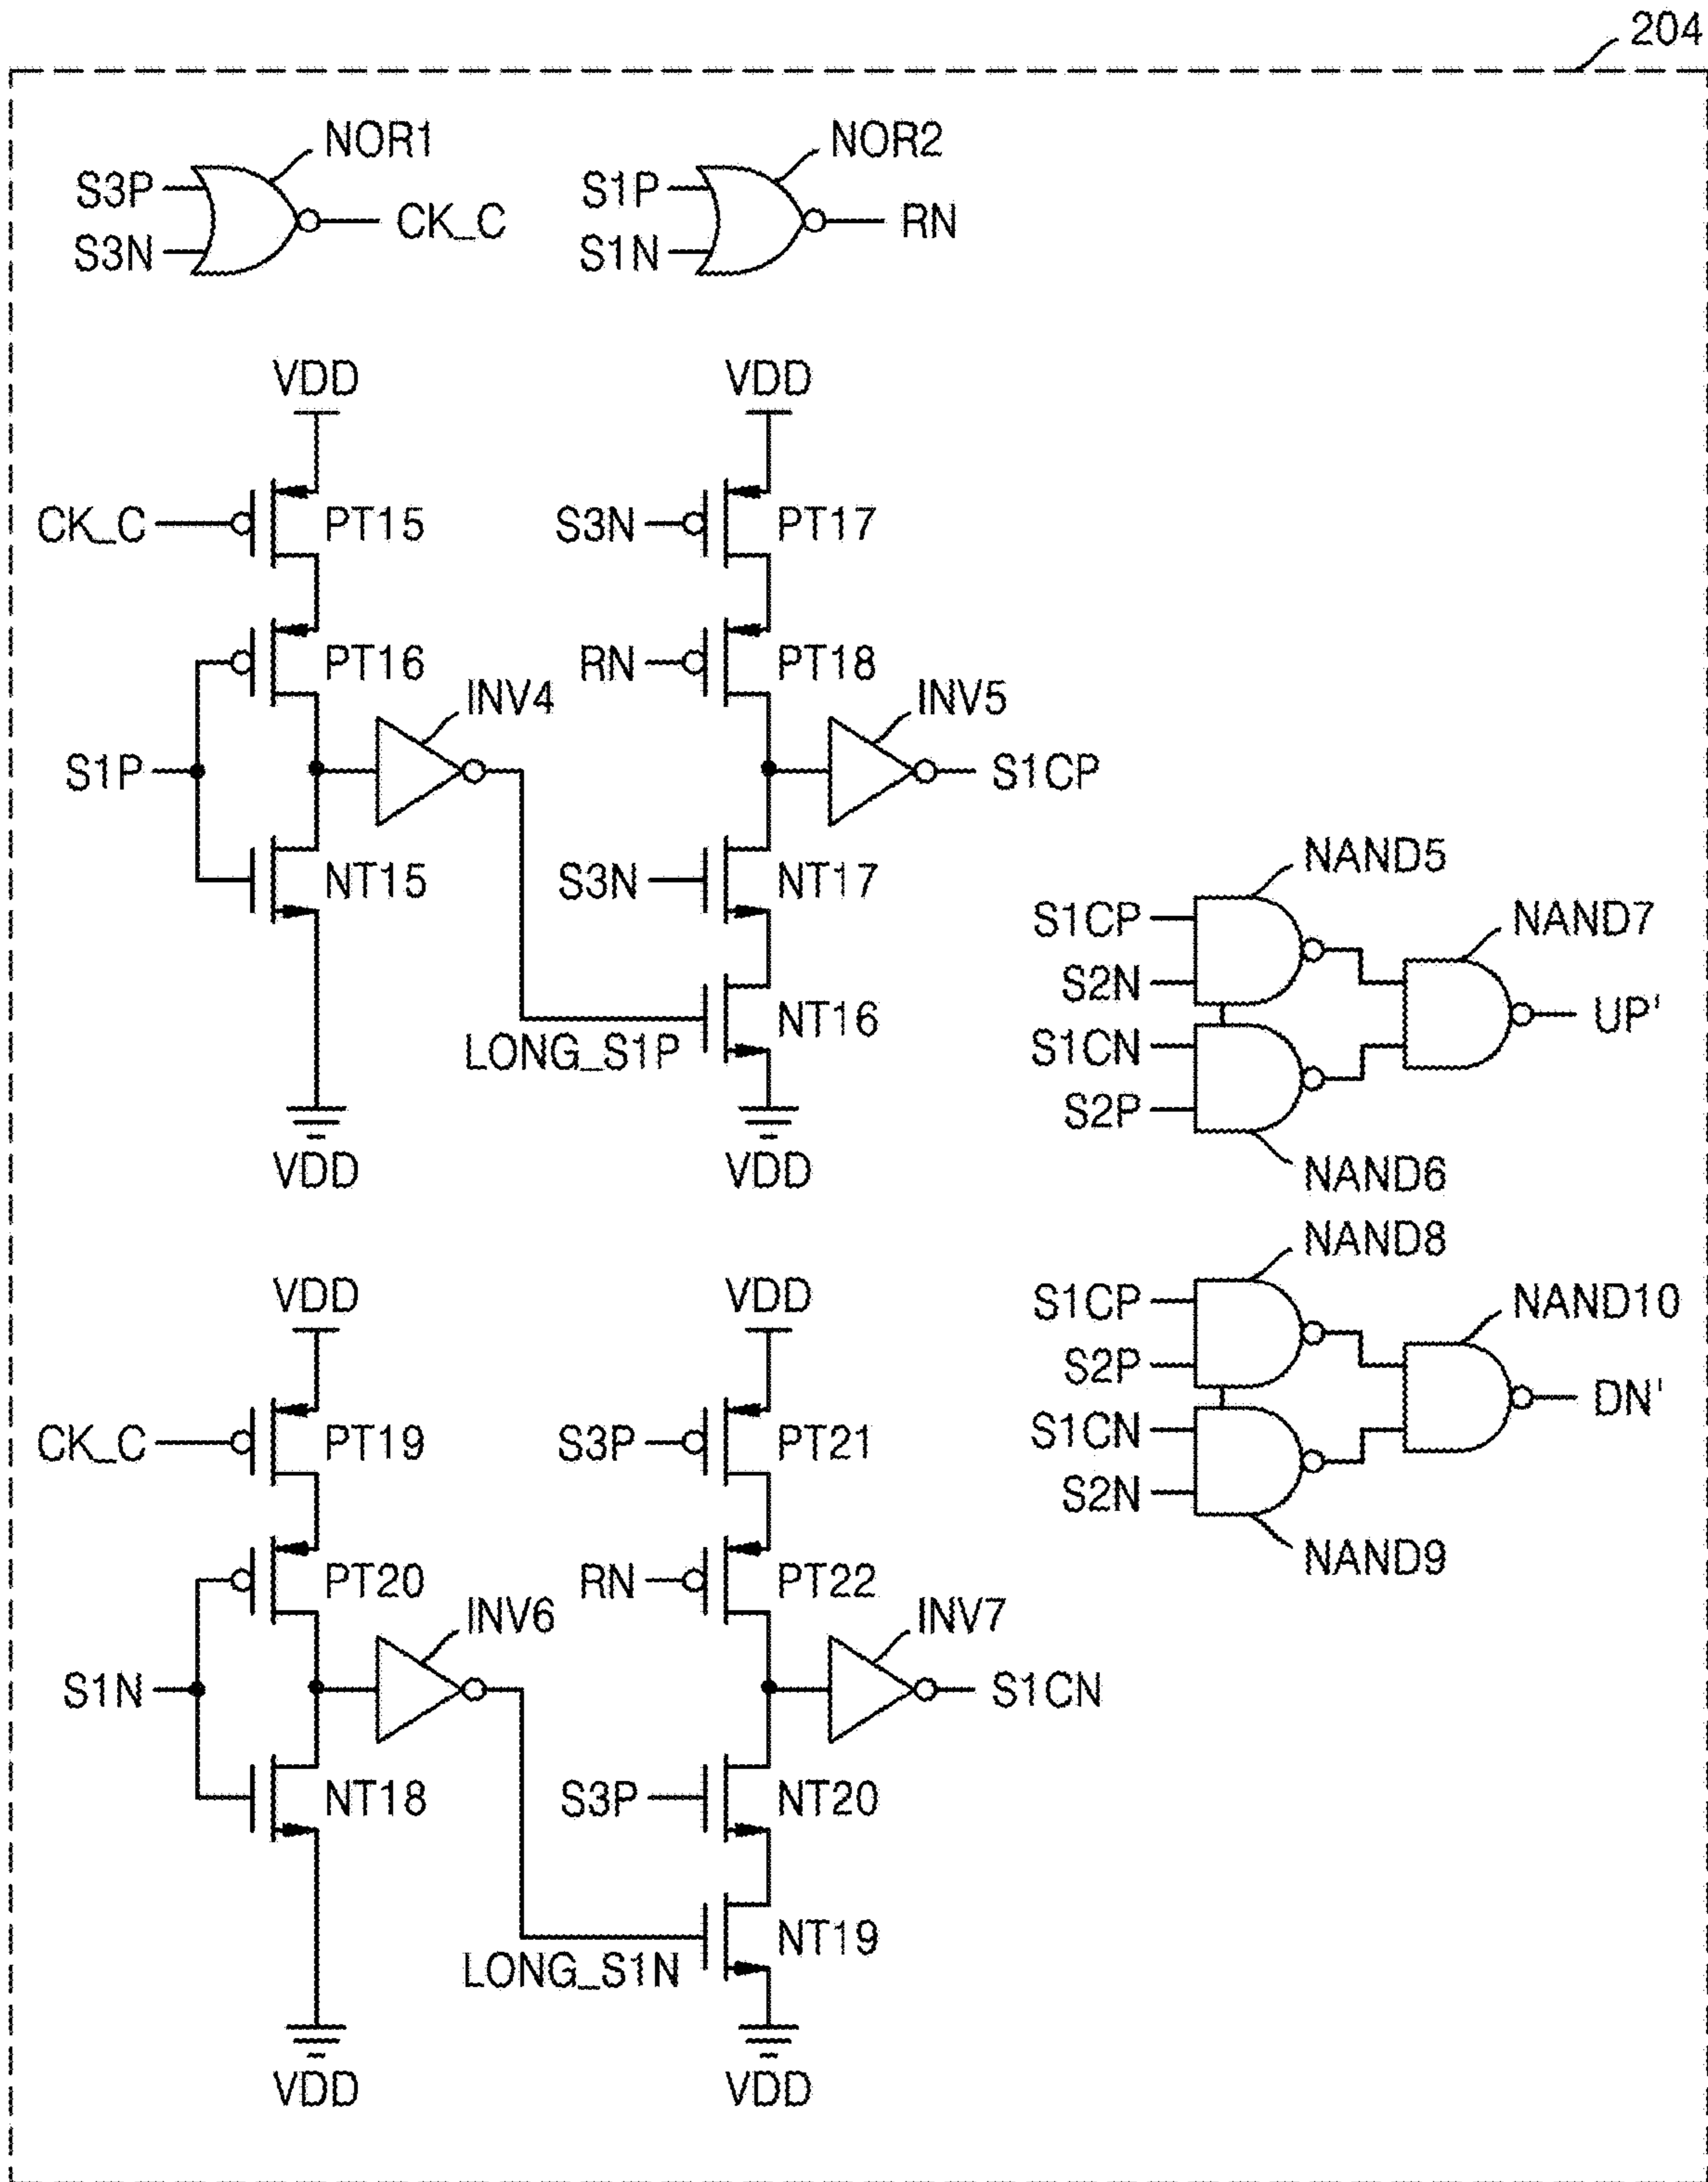 204
NOR1
S3P
S3N
CK_C
NOR2
S1P
S1N
RN
VDD
CK_C
PT15
PT16
S1P
INV4
NT15
LONG_S1P
VDD
VDD
S3N
PT17
RN
PT18
INV5
S1CP
S3N
NT17
NT16
VDD
NAND5
S1CP
S2N
NAND7
UP'
S1CN
S2P
NAND6
VDD
CK_C
PT19
PT20
S1N
INV6
NT18
LONG_S1N
VDD
VDD
S3P
PT21
RN
PT22
INV7
S1CN
S3P
NT20
NT19
VDD
NAND8
S1CP
S2P
NAND10
DN'
S1CN
S2N
NAND9